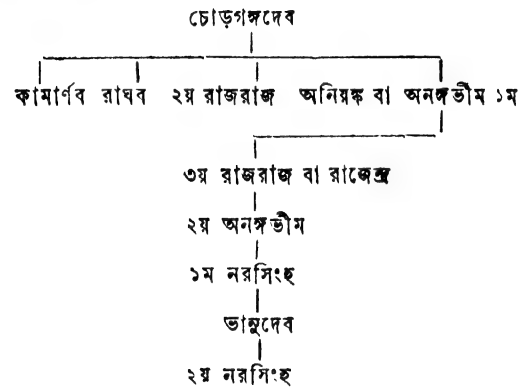 চোড়গঙ্গদেব
কামার্ণব রাঘব ২য় রাজরাজ অনিয়ঙ্ক বা অনঙ্গভীম ১ম
৩য় রাজরাজ বা রাজেন্দ্র
২য় অনঙ্গভীম
১ম নরসিংহ
ভানুদেব
২য় নরসিংহ